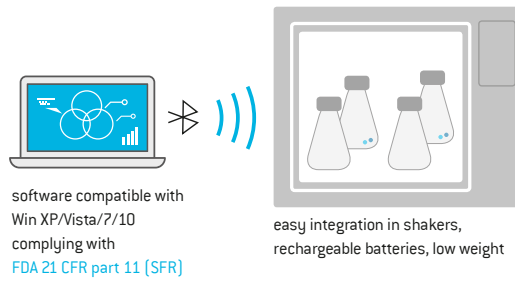 software compatible with
Win XP/Vista/7/10
complying with
FDA 21 CFR part 11 (SFR)
easy integration in shakers,
rechargeable batteries, low weight